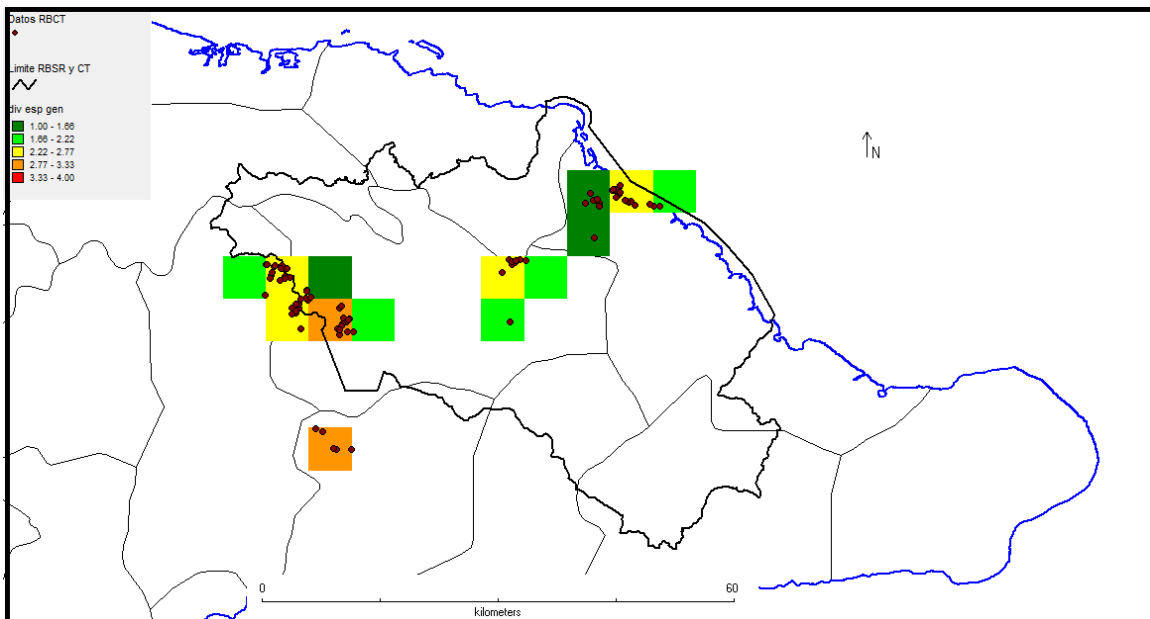 Datos RBCT
Limite RBSR y CT
div esp gen
1.00 - 1.66
1.66 - 2.22
2.22 - 2.77
2.77 - 3.33
3.33 - 4.00
N
0 60
kilometers